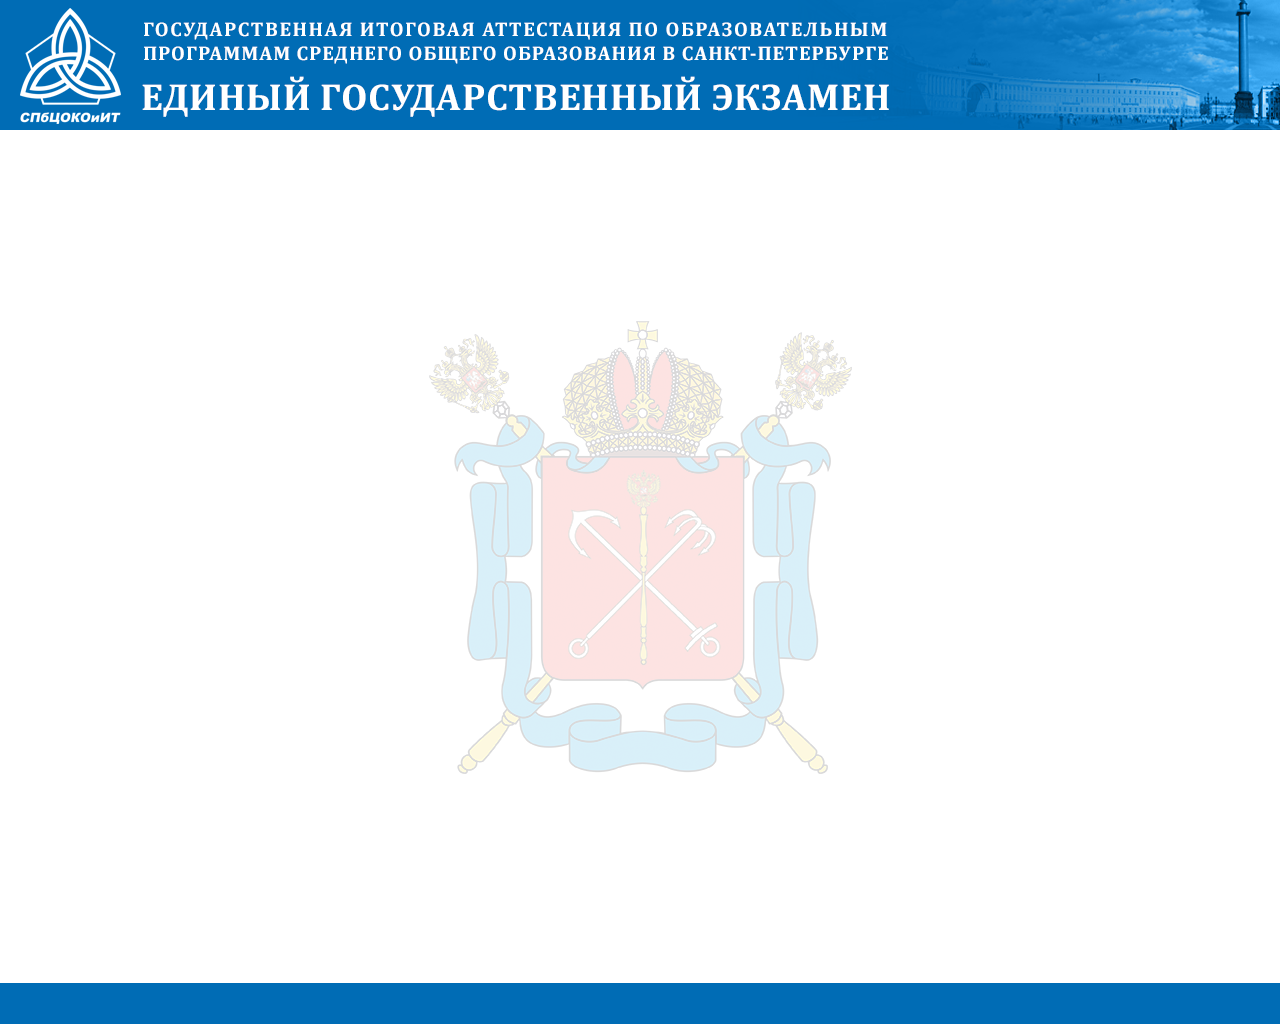 ГОСУДАРСТВЕННАЯ ИТОГОВАЯ АТТЕСТАЦИЯ ПО ОБРАЗОВАТЕЛЬНЫМ
ПРОГРАММАМ СРЕДНЕГО ОБЩЕГО ОБРАЗОВАНИЯ В САНКТ-ПЕТЕРБУРГЕ
ЕДИНЫЙ ГОСУДАРСТВЕННЫЙ ЭКЗАМЕН
СПбЦОКОиИТ